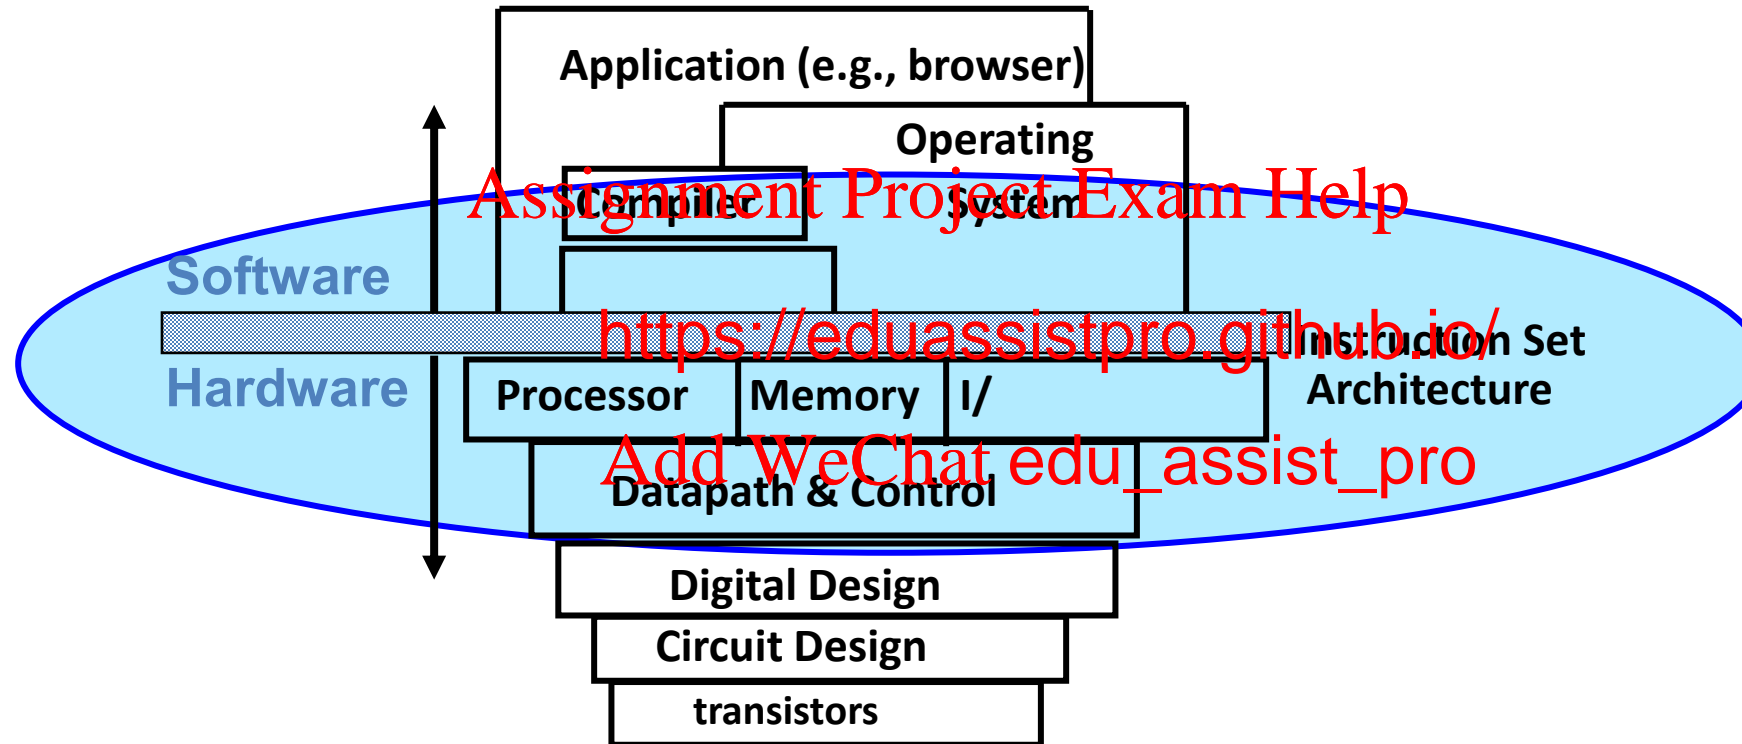 Application (e.g., browser)
Operating
Assignment Project Exam Help
Compiler
System
Software
https://eduassistpro.github.io/
Instruction Set
Hardware
Processor
Memory
I/
Architecture
Add WeChat edu_assist_pro
Datapath & Control
Digital Design
Circuit Design
transistors